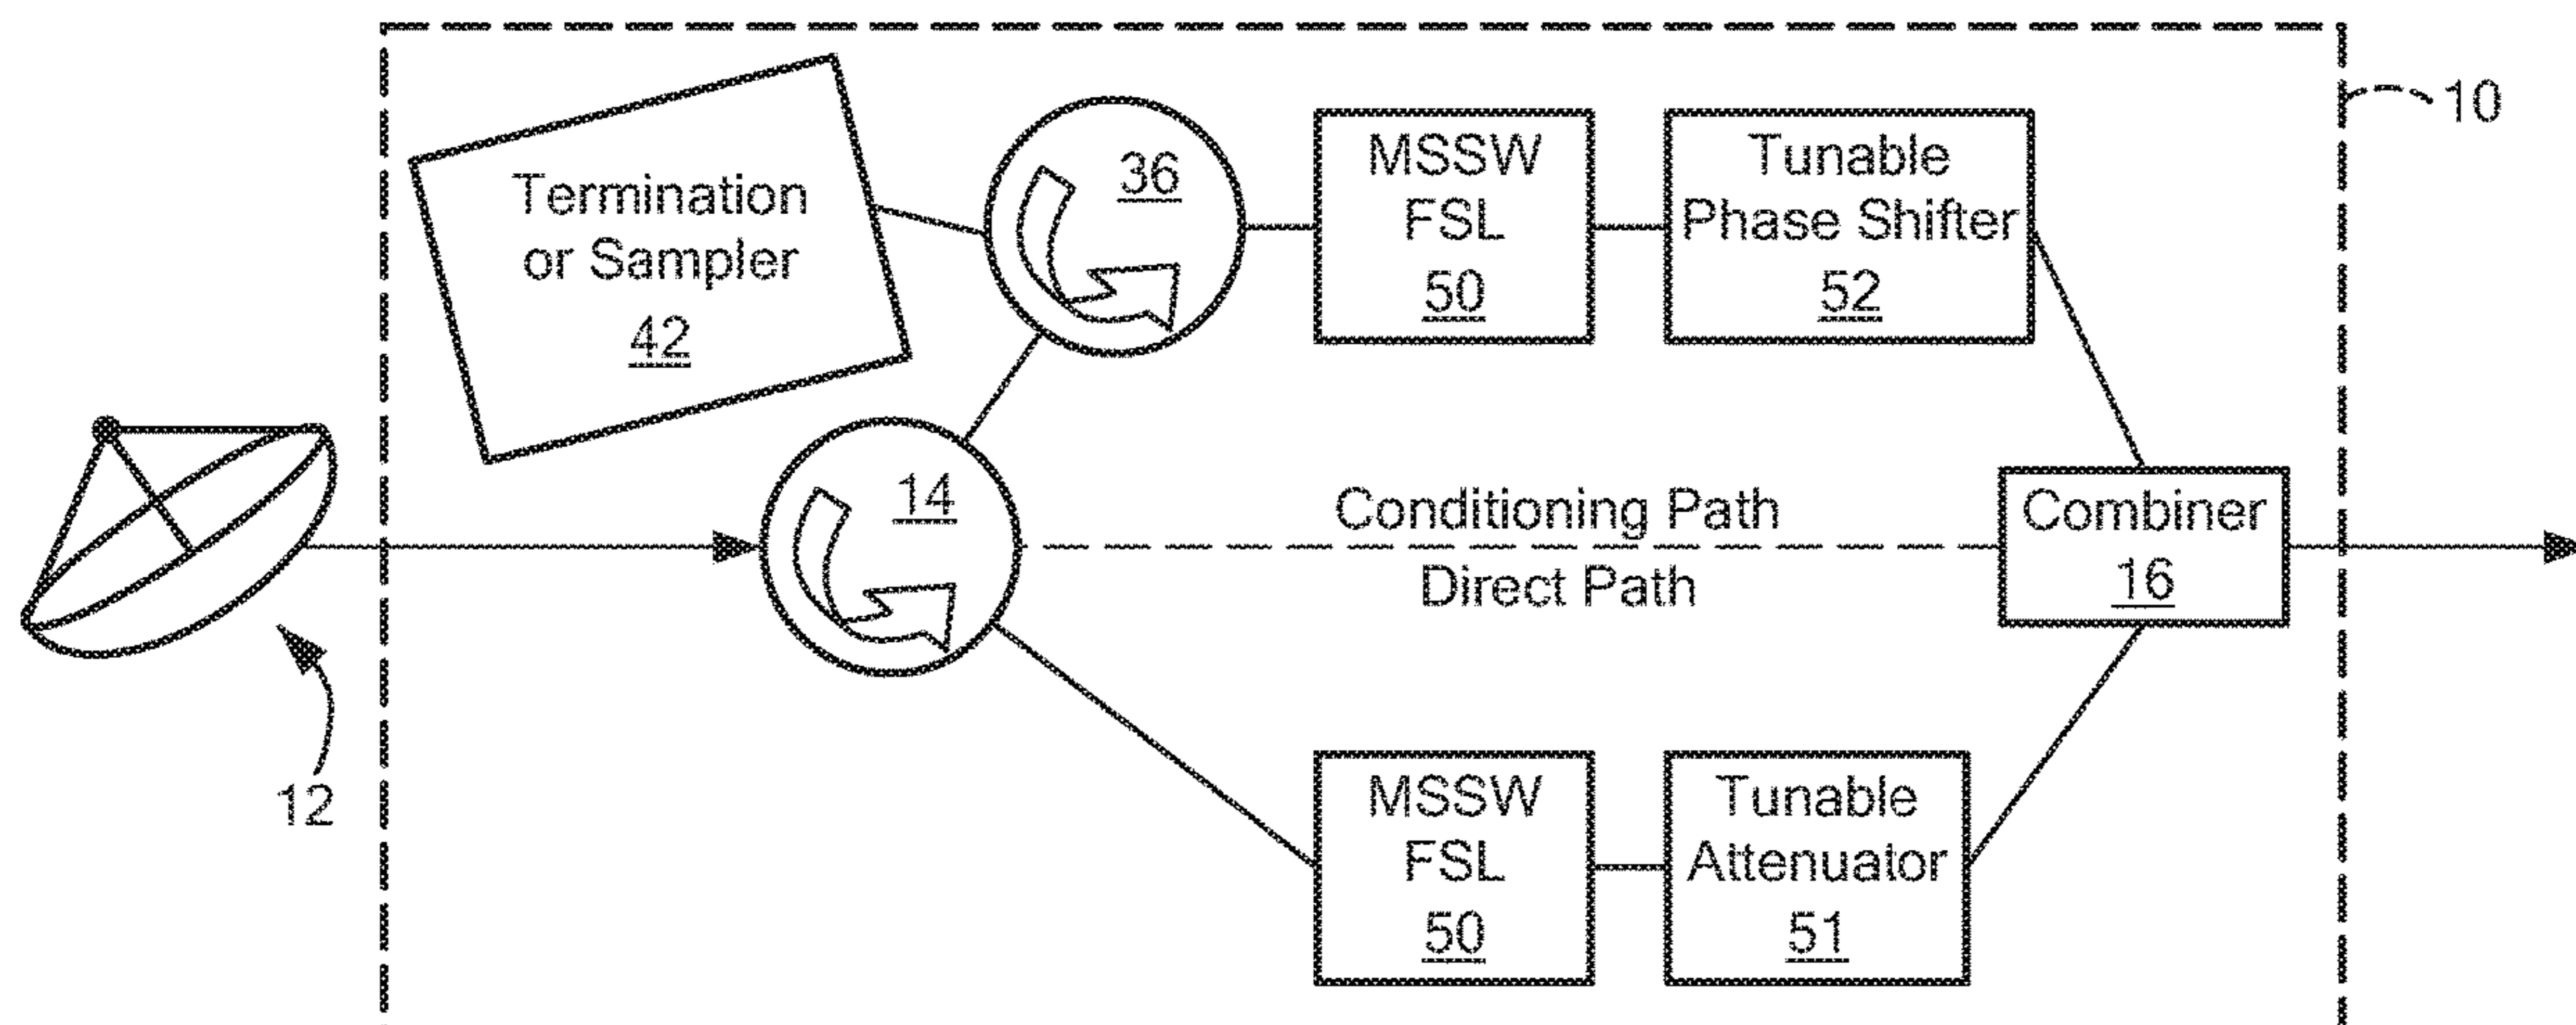 10
Termination
or Sampler
42
36
MSSW
FSL
50
Tunable
Phase Shifter
52
14
Conditioning Path
Direct Path
Combiner
16
12
MSSW
FSL
50
Tunable
Attenuator
51